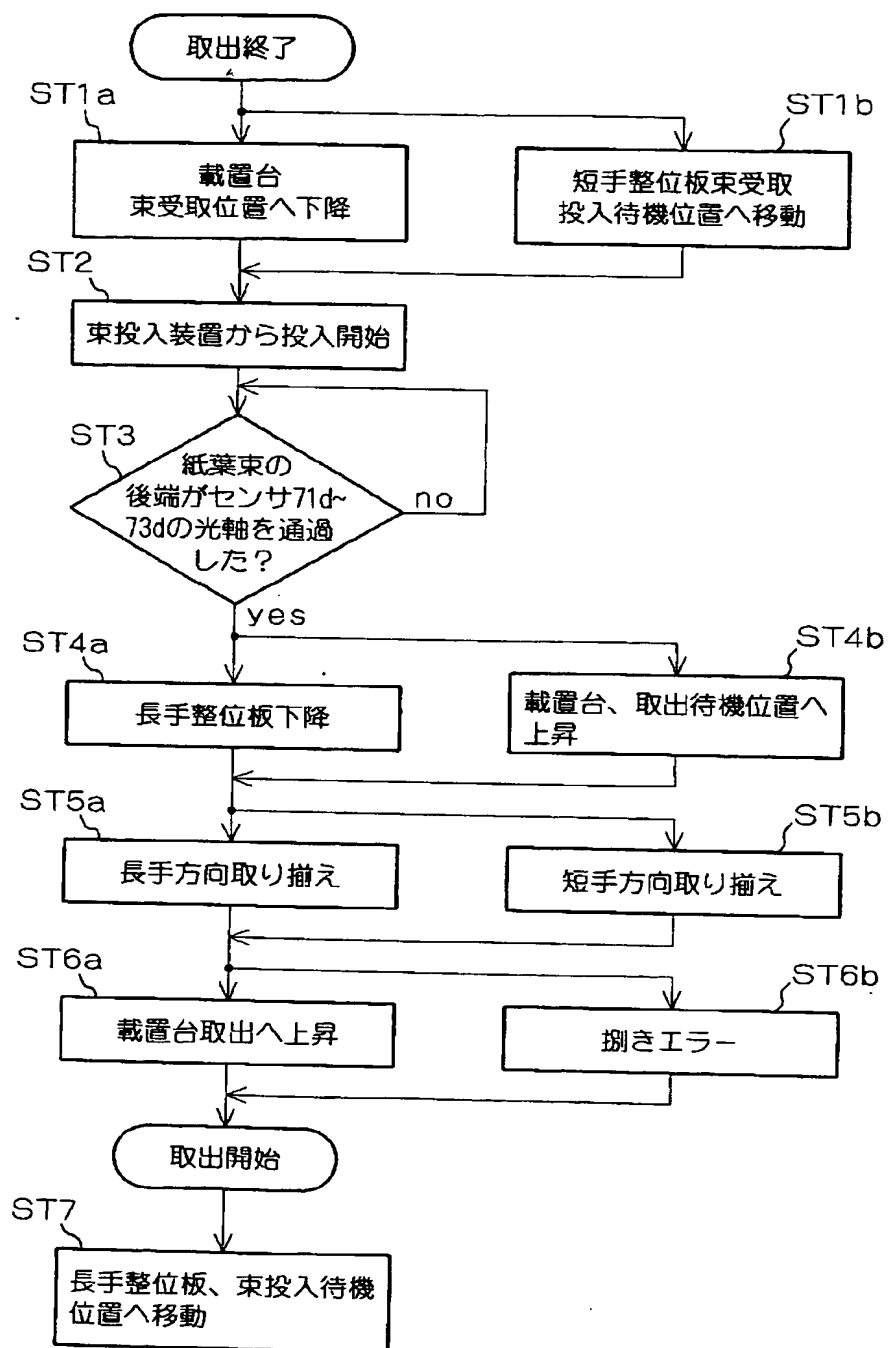 取出終了
ST1a
ST1b
載置台
束受取位置へ下降
短手整位板束受取
投入待機位置へ移動
ST2
束投入装置から投入開始
ST3
紙葉束の
後端がセンサ71d~
73dの光軸を通過
した?
no
yes
ST4a
ST4b
長手整位板下降
載置台、取出待機位置へ
上昇
ST5a
ST5b
長手方向取り揃え
短手方向取り揃え
ST6a
ST6b
載置台取出へ上昇
捌きエラー
取出開始
ST7
長手整位板、束投入待機
位置へ移動